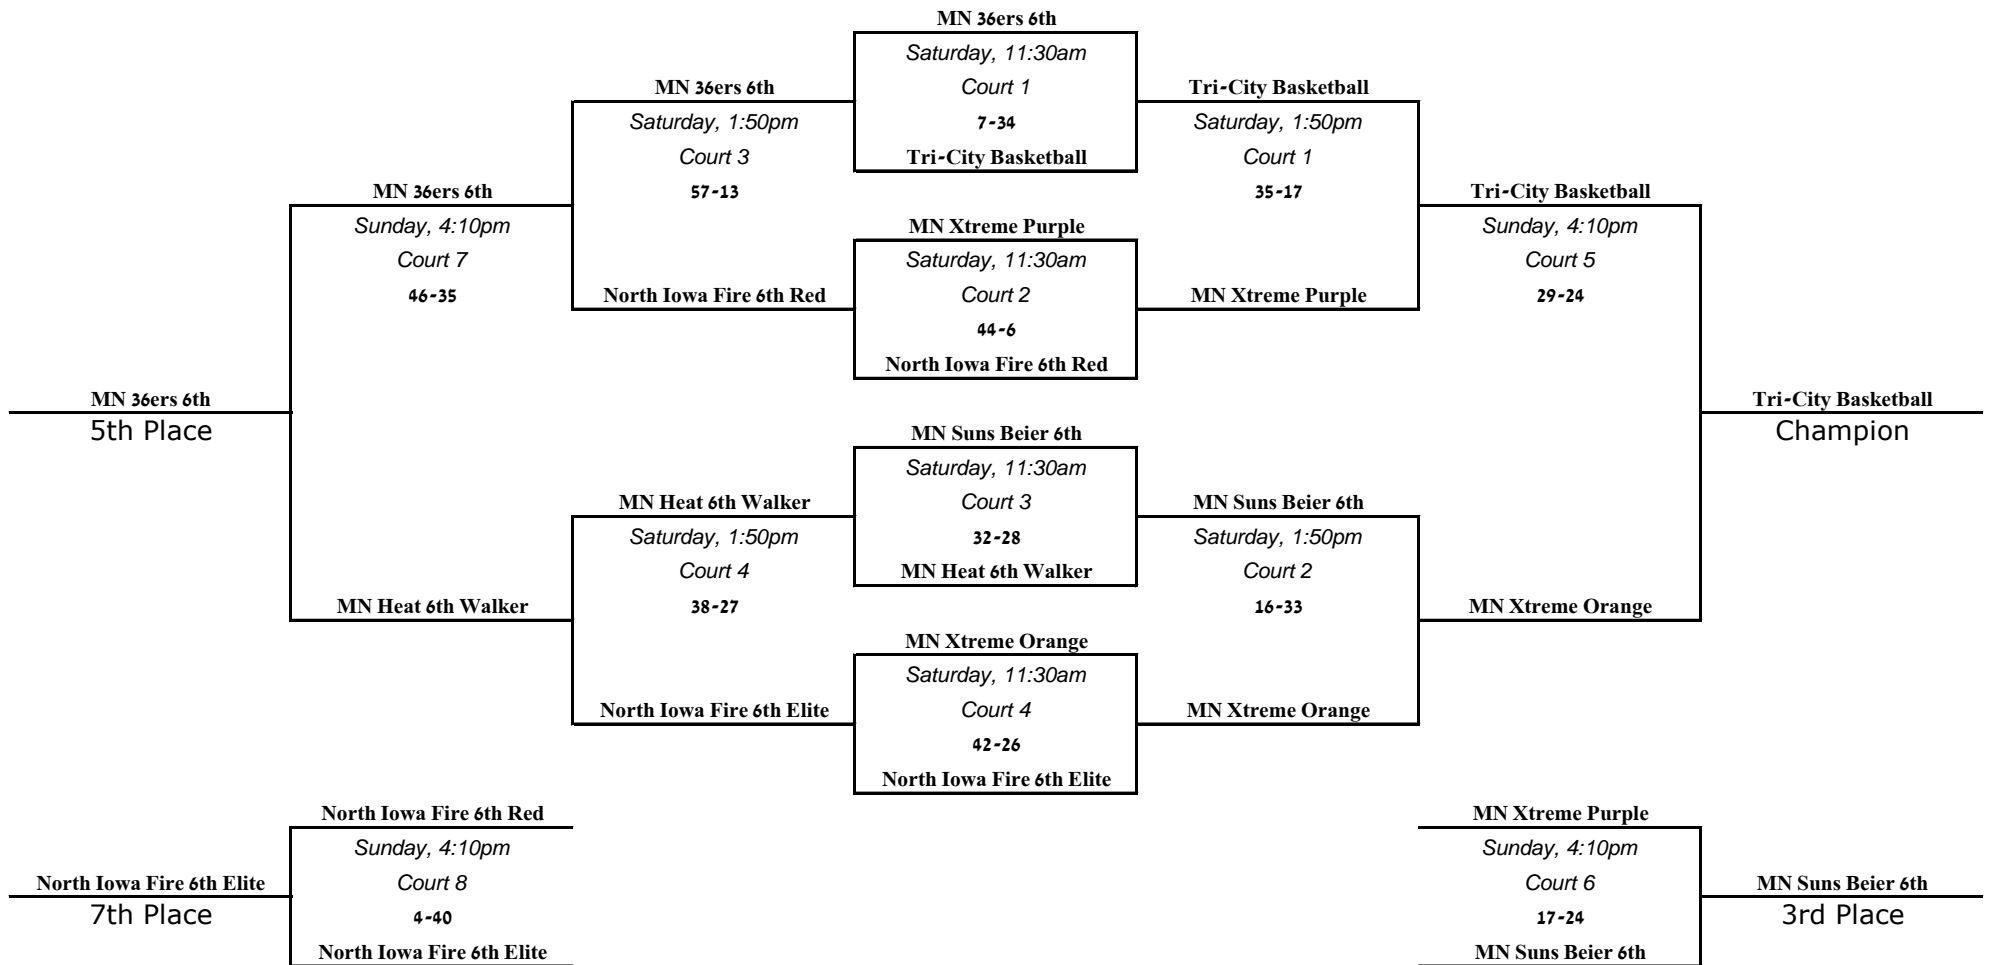 MN 36ers 6th
Saturday, 11:30am
Court 1
7-34
Tri-City Basketball
MN 36ers 6th
Saturday, 1:50pm
Court 3
57-13
North Iowa Fire 6th Red
Tri-City Basketball
Saturday, 1:50pm
Court 1
35-17
MN Xtreme Purple
MN 36ers 6th
Sunday, 4:10pm
Court 7
46-35
MN Heat 6th Walker
MN Xtreme Purple
Saturday, 11:30am
Court 2
44-6
North Iowa Fire 6th Red
Tri-City Basketball
Sunday, 4:10pm
Court 5
29-24
MN Xtreme Orange
MN 36ers 6th
5th Place
Tri-City Basketball
Champion
MN Suns Beier 6th
Saturday, 11:30am
Court 3
32-28
MN Heat 6th Walker
MN Heat 6th Walker
Saturday, 1:50pm
Court 4
38-27
North Iowa Fire 6th Elite
MN Suns Beier 6th
Saturday, 1:50pm
Court 2
16-33
MN Xtreme Orange
MN Xtreme Orange
Saturday, 11:30am
Court 4
42-26
North Iowa Fire 6th Elite
North Iowa Fire 6th Red
Sunday, 4:10pm
Court 8
4-40
North Iowa Fire 6th Elite
North Iowa Fire 6th Elite
7th Place
MN Xtreme Purple
Sunday, 4:10pm
Court 6
17-24
MN Suns Beier 6th
MN Suns Beier 6th
3rd Place